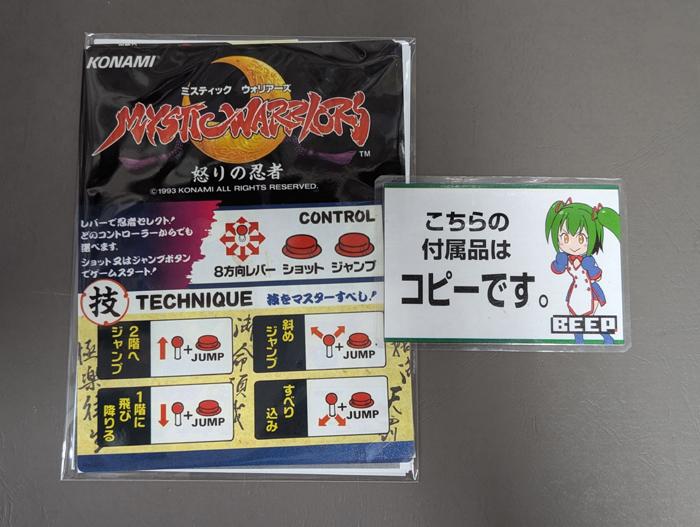 KONAMI
ミスティック ウォリアーズ
MYSTIC WARRIORS
TM
怒りの忍者
©1993 KONAMI ALL RIGHTS RESERVED.
レバーで忍者セレクト!
どのコントローラーからでも
選べます.
ショット又はジャンプボタン
でゲームスタート!
CONTROL
8方向レバー ショット ジャンプ
技 TECHNIQUE 技をマスターすべし!
2階へ
ジャンプ
+
JUMP
斜め
ジャンプ
+
JUMP
1階に
飛び
降りる
+
JUMP
すべり
込み
+
JUMP
極楽往生
こちらの
付属品は
コピーです。
BEEP